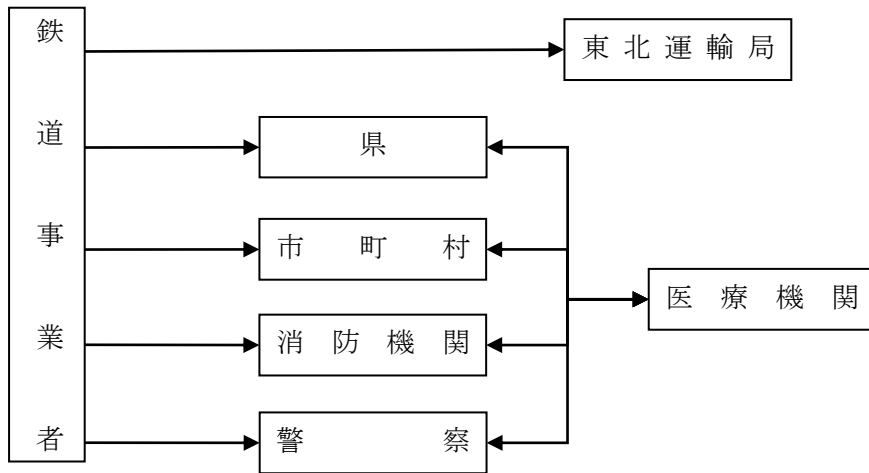 鉄道事業者
東北運輸局
県
市町村
消防機関
警察
医療機関